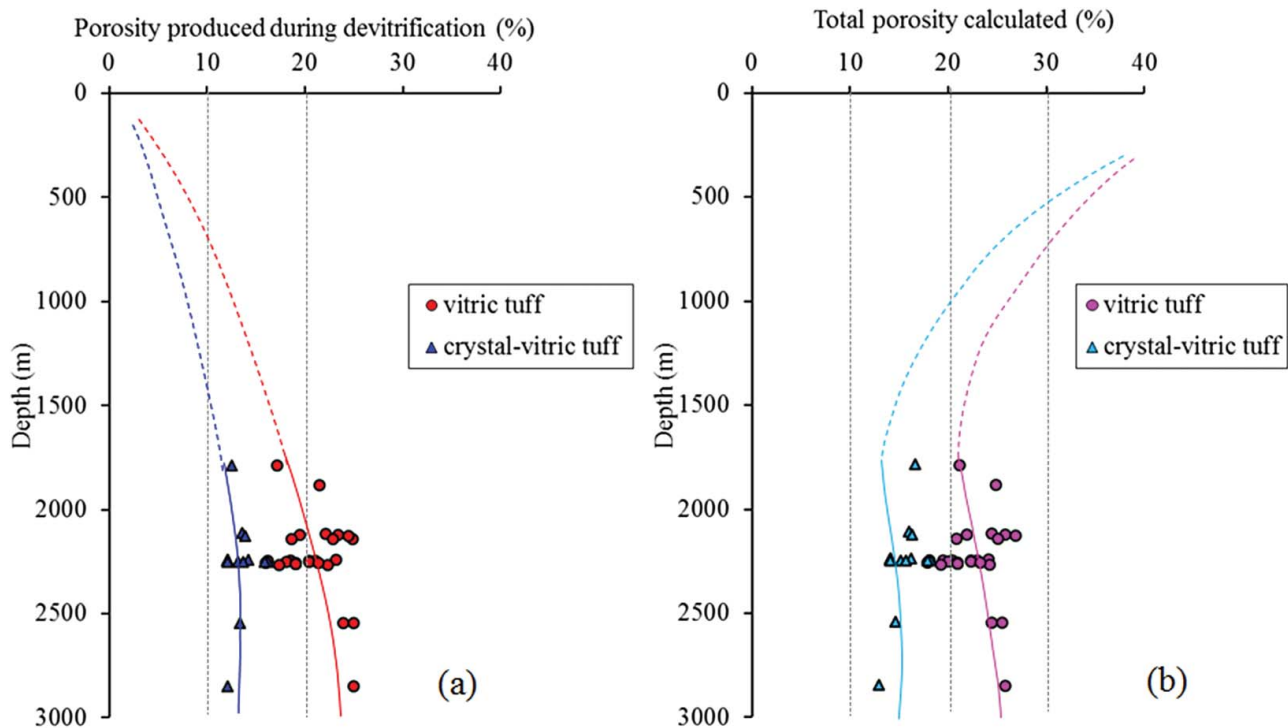 Porosity produced during devitrification (%)
0 10 20 30 40
0
500
1000
1500
2000
2500
3000
Depth (m)
vitric tuff
crystal-vitric tuff
(a)
Total porosity calculated (%)
0 10 20 30 40
0
500
1000
1500
2000
2500
3000
Depth (m)
vitric tuff
crystal-vitric tuff
(b)